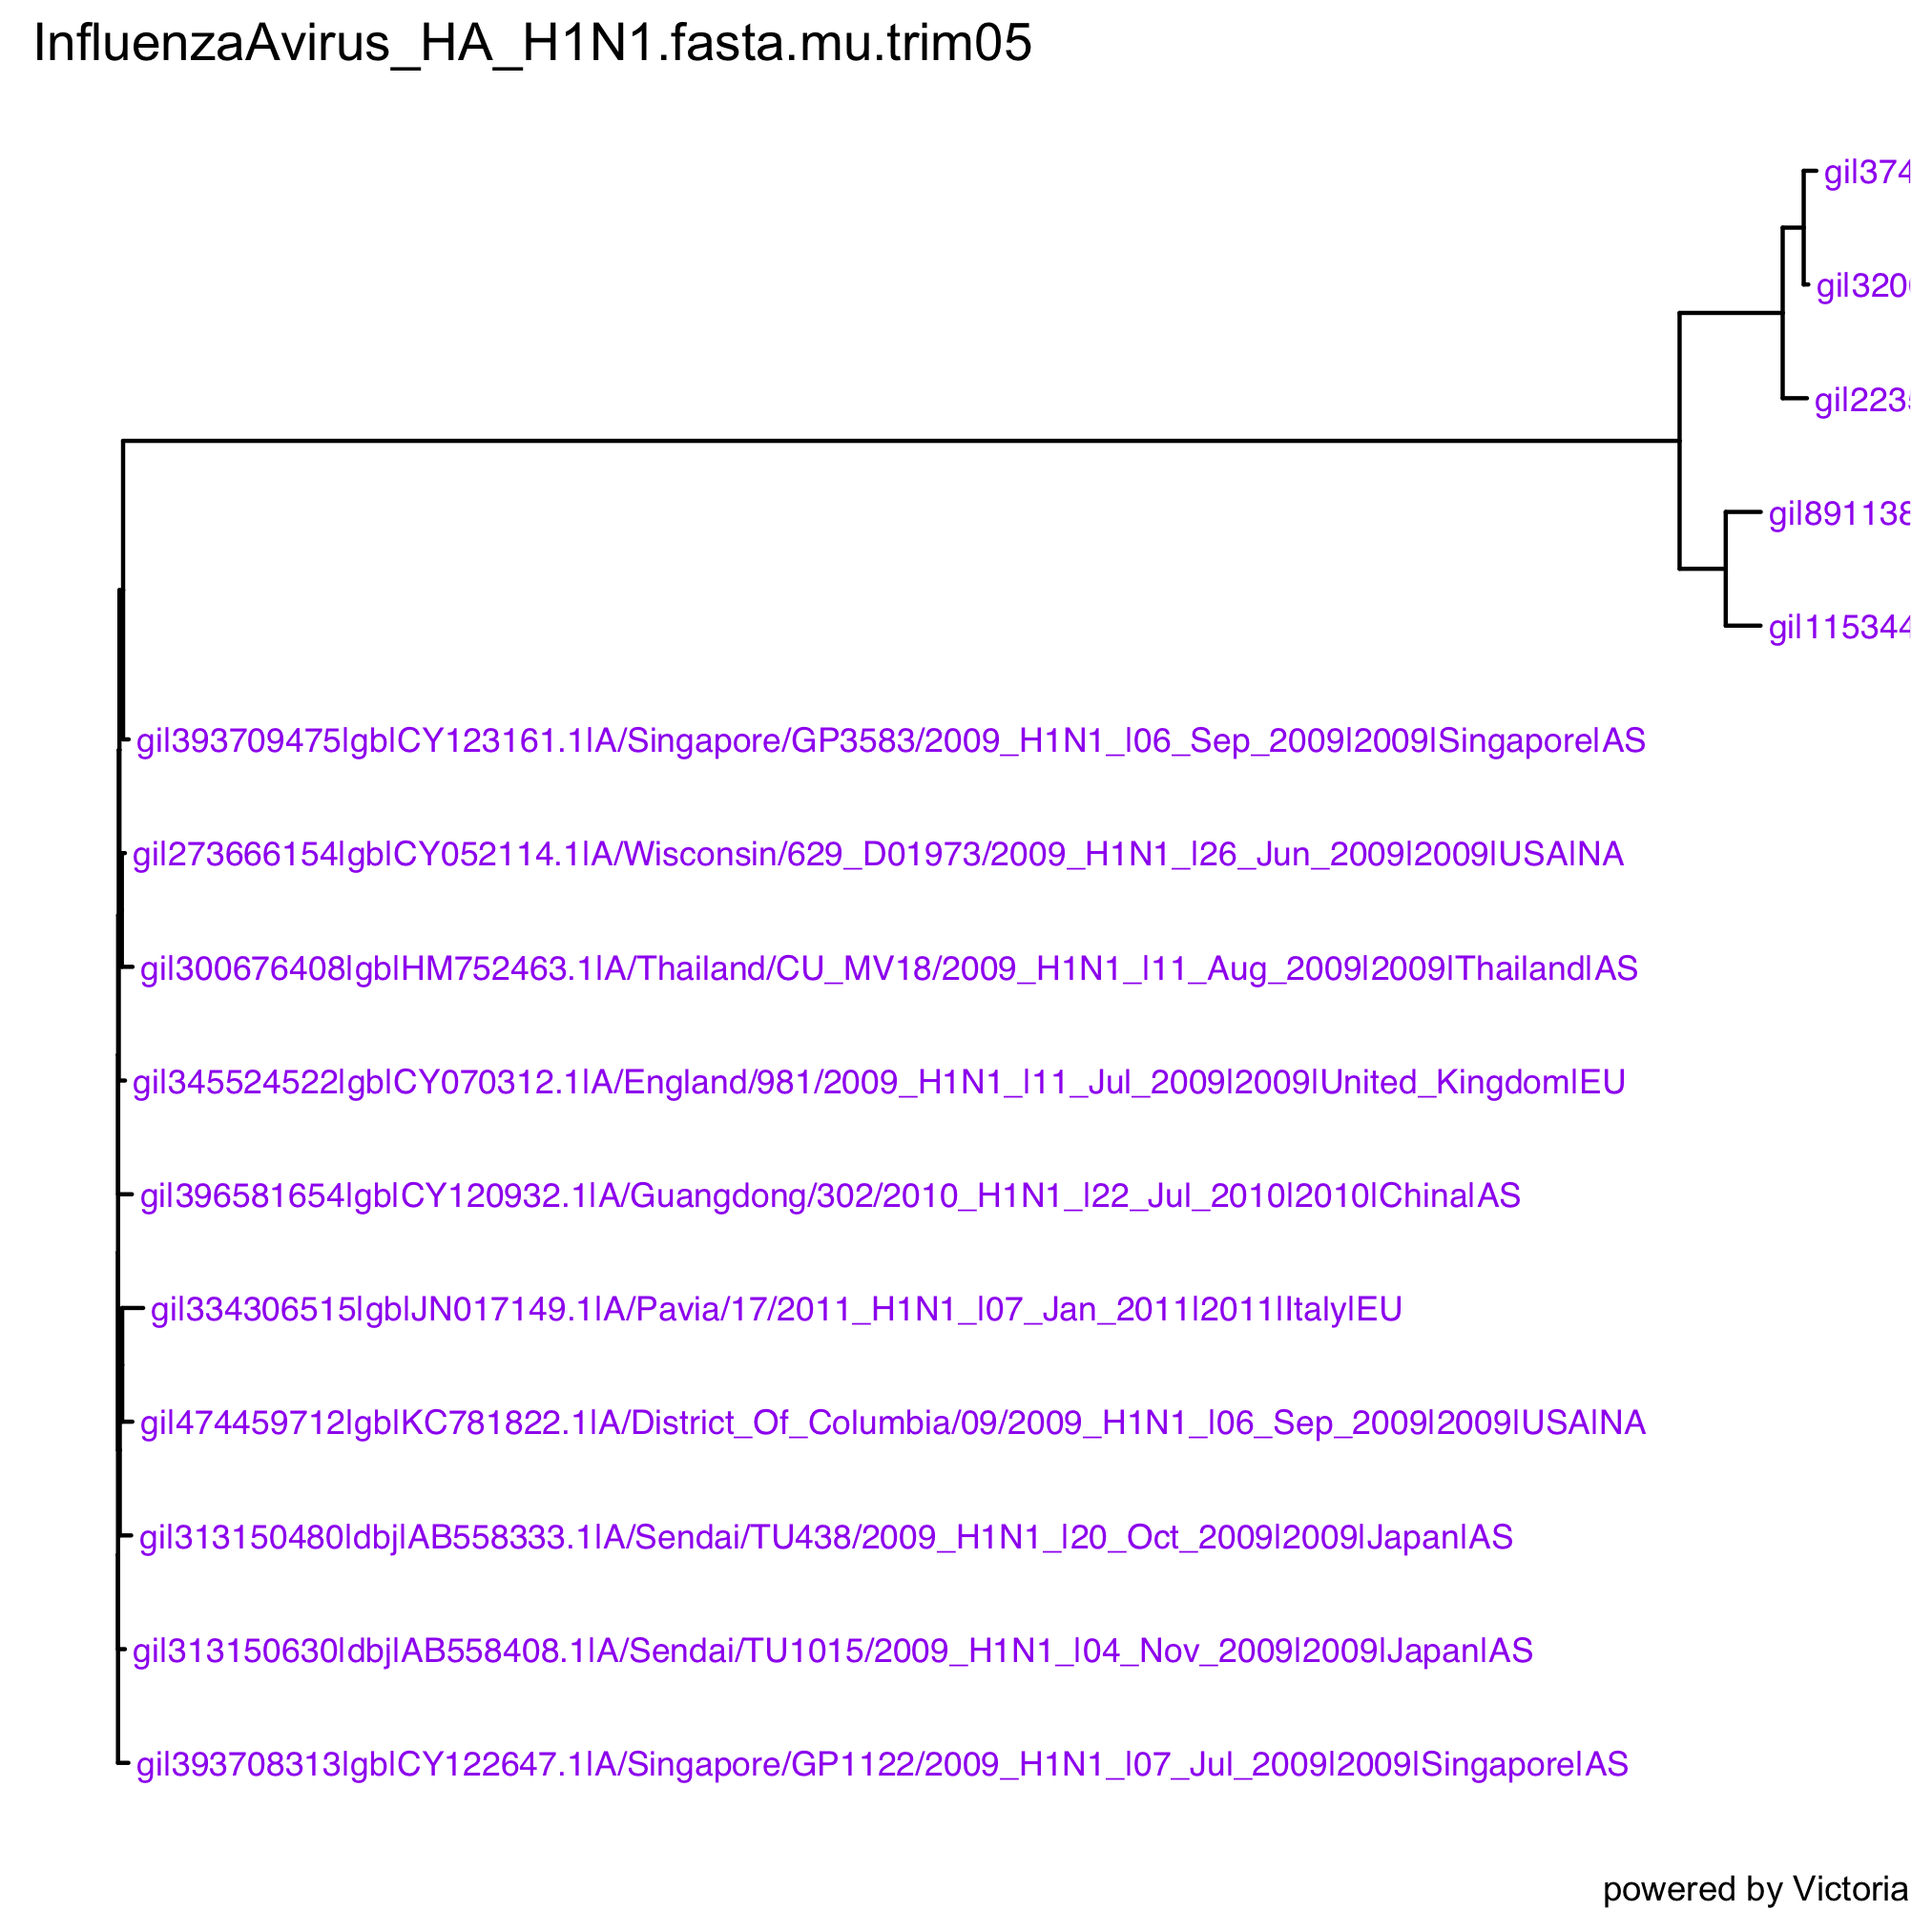 InfluenzaAvirus_HA_H1N1.fasta.mu.trim05
gi|374
gi|320
gi|223
gi|89113
gi|115344
gi|393709475|gb|CY123161.1|A/Singapore/GP3583/2009_H1N1_|06_Sep_2009|2009|Singapore|AS
gi|273666154|gb|CY052114.1|A/Wisconsin/629_D01973/2009_H1N1_|26_Jun_2009|2009|USA|NA
gi|300676408|gb|HM752463.1|A/Thailand/CU_MV18/2009_H1N1_|11_Aug_2009|2009|Thailand|AS
gi|345524522|gb|CY070312.1|A/England/981/2009_H1N1_|11_Jul_2009|2009|United_Kingdom|EU
gi|396581654|gb|CY120932.1|A/Guangdong/302/2010_H1N1_|22_Jul_2010|2010|China|AS
gi|334306515|gb|JN017149.1|A/Pavia/17/2011_H1N1_|07_Jan_2011|2011|Italy|EU
gi|474459712|gb|KC781822.1|A/District_Of_Columbia/09/2009_H1N1_|06_Sep_2009|2009|USA|NA
gi|313150480|dbj|AB558333.1|A/Sendai/TU438/2009_H1N1_|20_Oct_2009|2009|Japan|AS
gi|313150630|dbj|AB558408.1|A/Sendai/TU1015/2009_H1N1_|04_Nov_2009|2009|Japan|AS
gi|393708313|gb|CY122647.1|A/Singapore/GP1122/2009_H1N1_|07_Jul_2009|2009|Singapore|AS
powered by Victoria